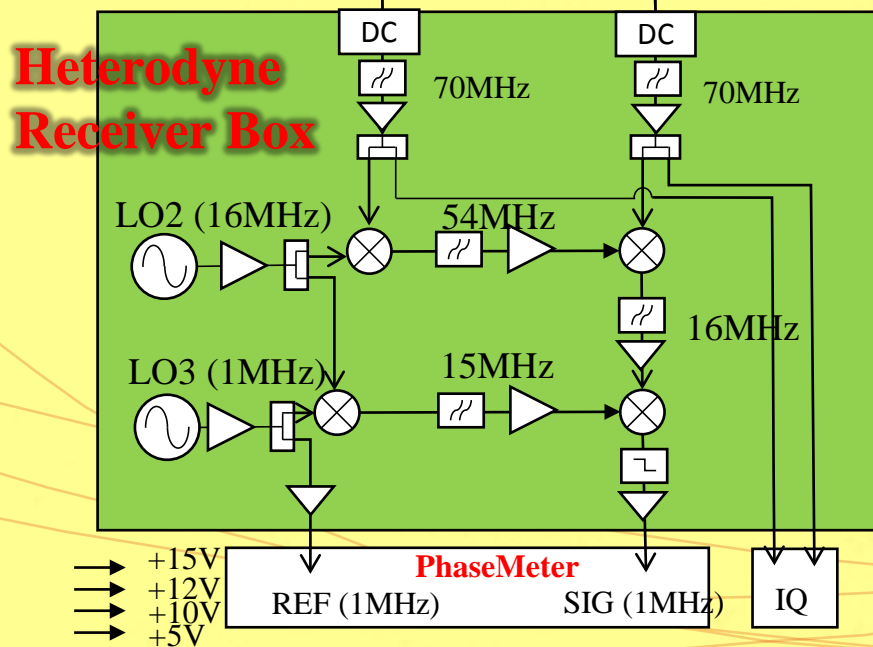 DC
DC
Heterodyne
Receiver Box
70MHz
70MHz
LO2 (16MHz)
54MHz
16MHz
LO3 (1MHz)
15MHz
+15V
+12V
+10V
+5V
PhaseMeter
REF (1MHz)
SIG (1MHz)
IQ